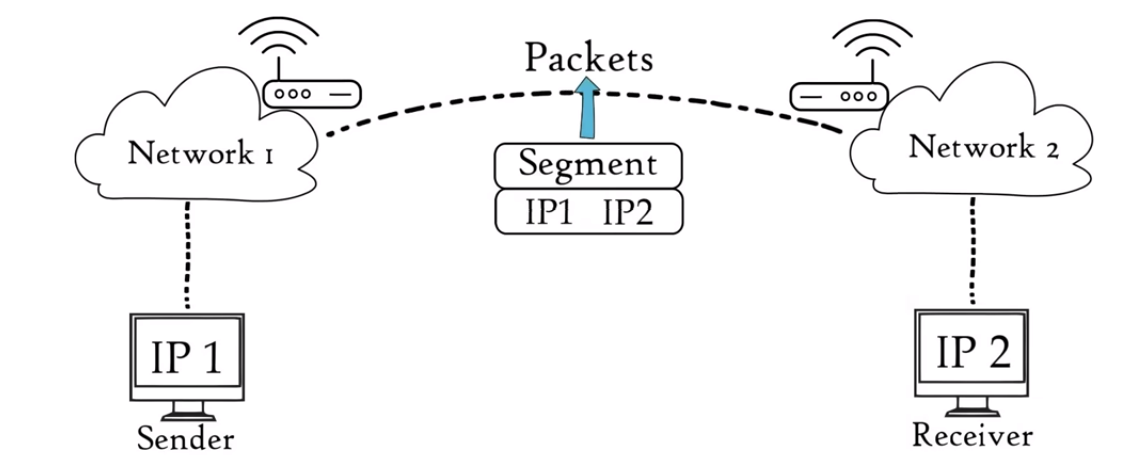 Packets
Network 1
Network 2
Segment
IP1 IP2
IP 1
IP 2
Sender
Receiver